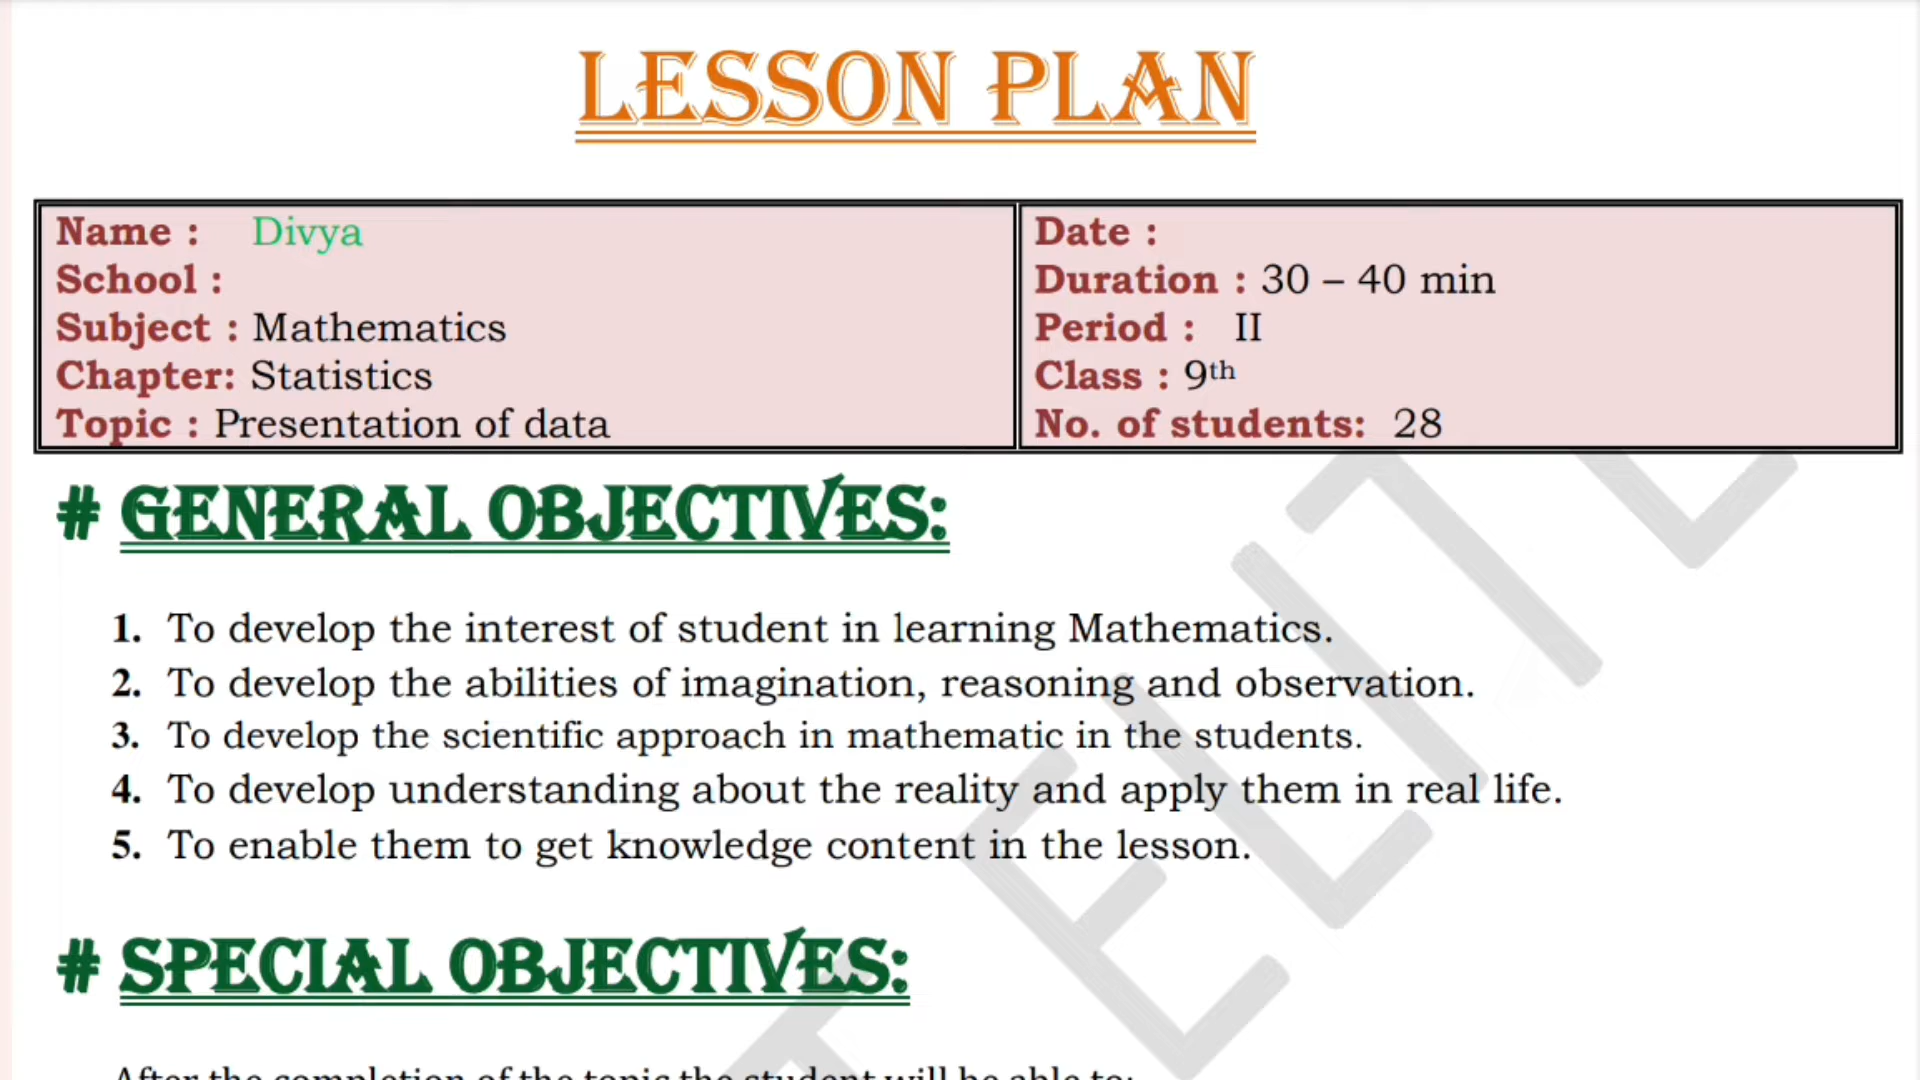 LESSON PLAN
Name : Divya
School :
Subject : Mathematics
Chapter: Statistics
Topic : Presentation of data
Date :
Duration : 30 – 40 min
Period : II
Class : 9th
No. of students: 28
# GENERAL OBJECTIVES:
1. To develop the interest of student in learning Mathematics.
2. To develop the abilities of imagination, reasoning and observation.
3. To develop the scientific approach in mathematic in the students.
4. To develop understanding about the reality and apply them in real life.
5. To enable them to get knowledge content in the lesson.
# SPECIAL OBJECTIVES:
After the completion of the topic the student will be able to: